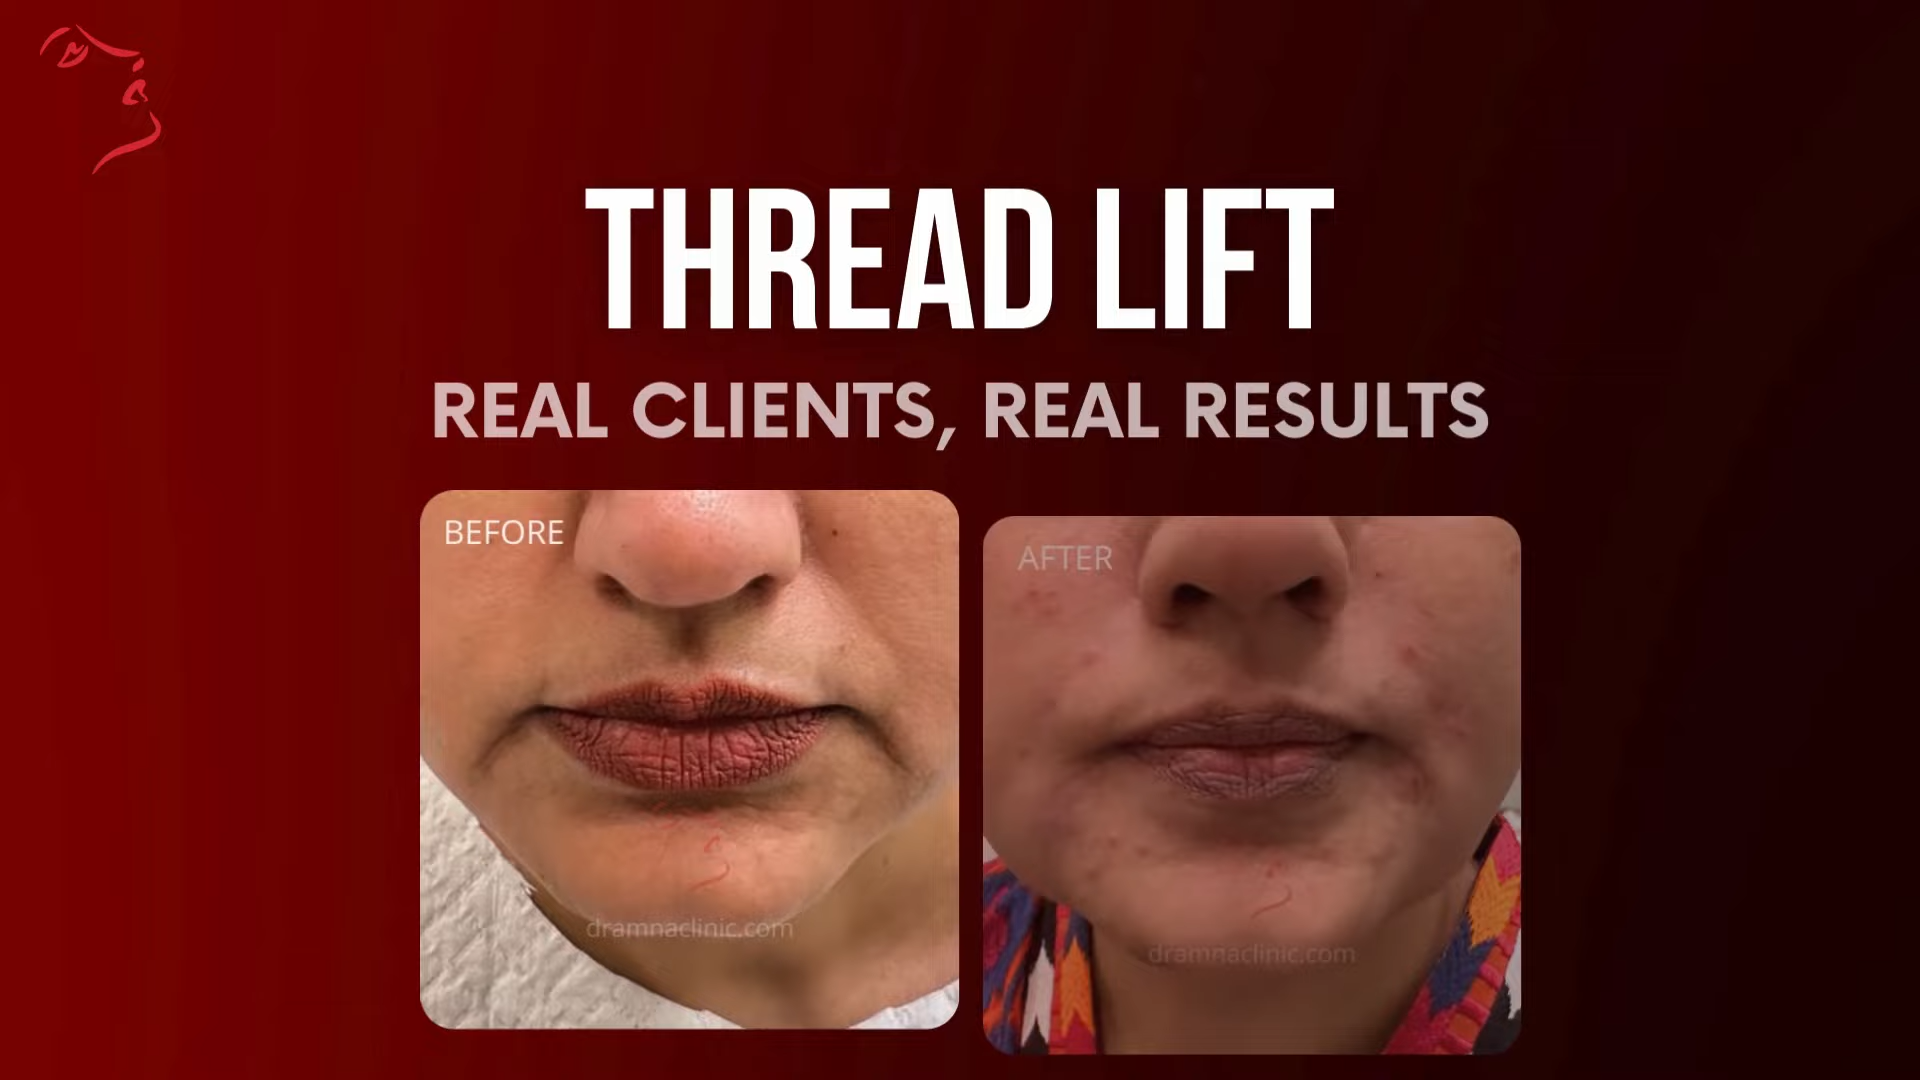 THREAD LIFT
REAL CLIENTS, REAL RESULTS
BEFORE
AFTER
dramnaclinic.com
dramnaclinic.com